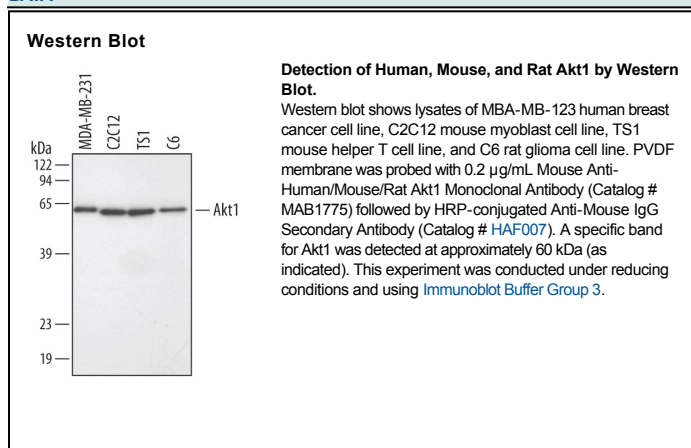 Western Blot
MDA-MB-231
C2C12
TS1
C6
kDa
122
94
65
39
23
19
Akt1
Detection of Human, Mouse, and Rat Akt1 by Western
Blot.
Western blot shows lysates of MBA-MB-123 human breast
cancer cell line, C2C12 mouse myoblast cell line, TS1
mouse helper T cell line, and C6 rat glioma cell line. PVDF
membrane was probed with 0.2 µg/mL Mouse Anti-
Human/Mouse/Rat Akt1 Monoclonal Antibody (Catalog #
MAB1775) followed by HRP-conjugated Anti-Mouse IgG
Secondary Antibody (Catalog # HAF007). A specific band
for Akt1 was detected at approximately 60 kDa (as
indicated). This experiment was conducted under reducing
conditions and using Immunoblot Buffer Group 3.